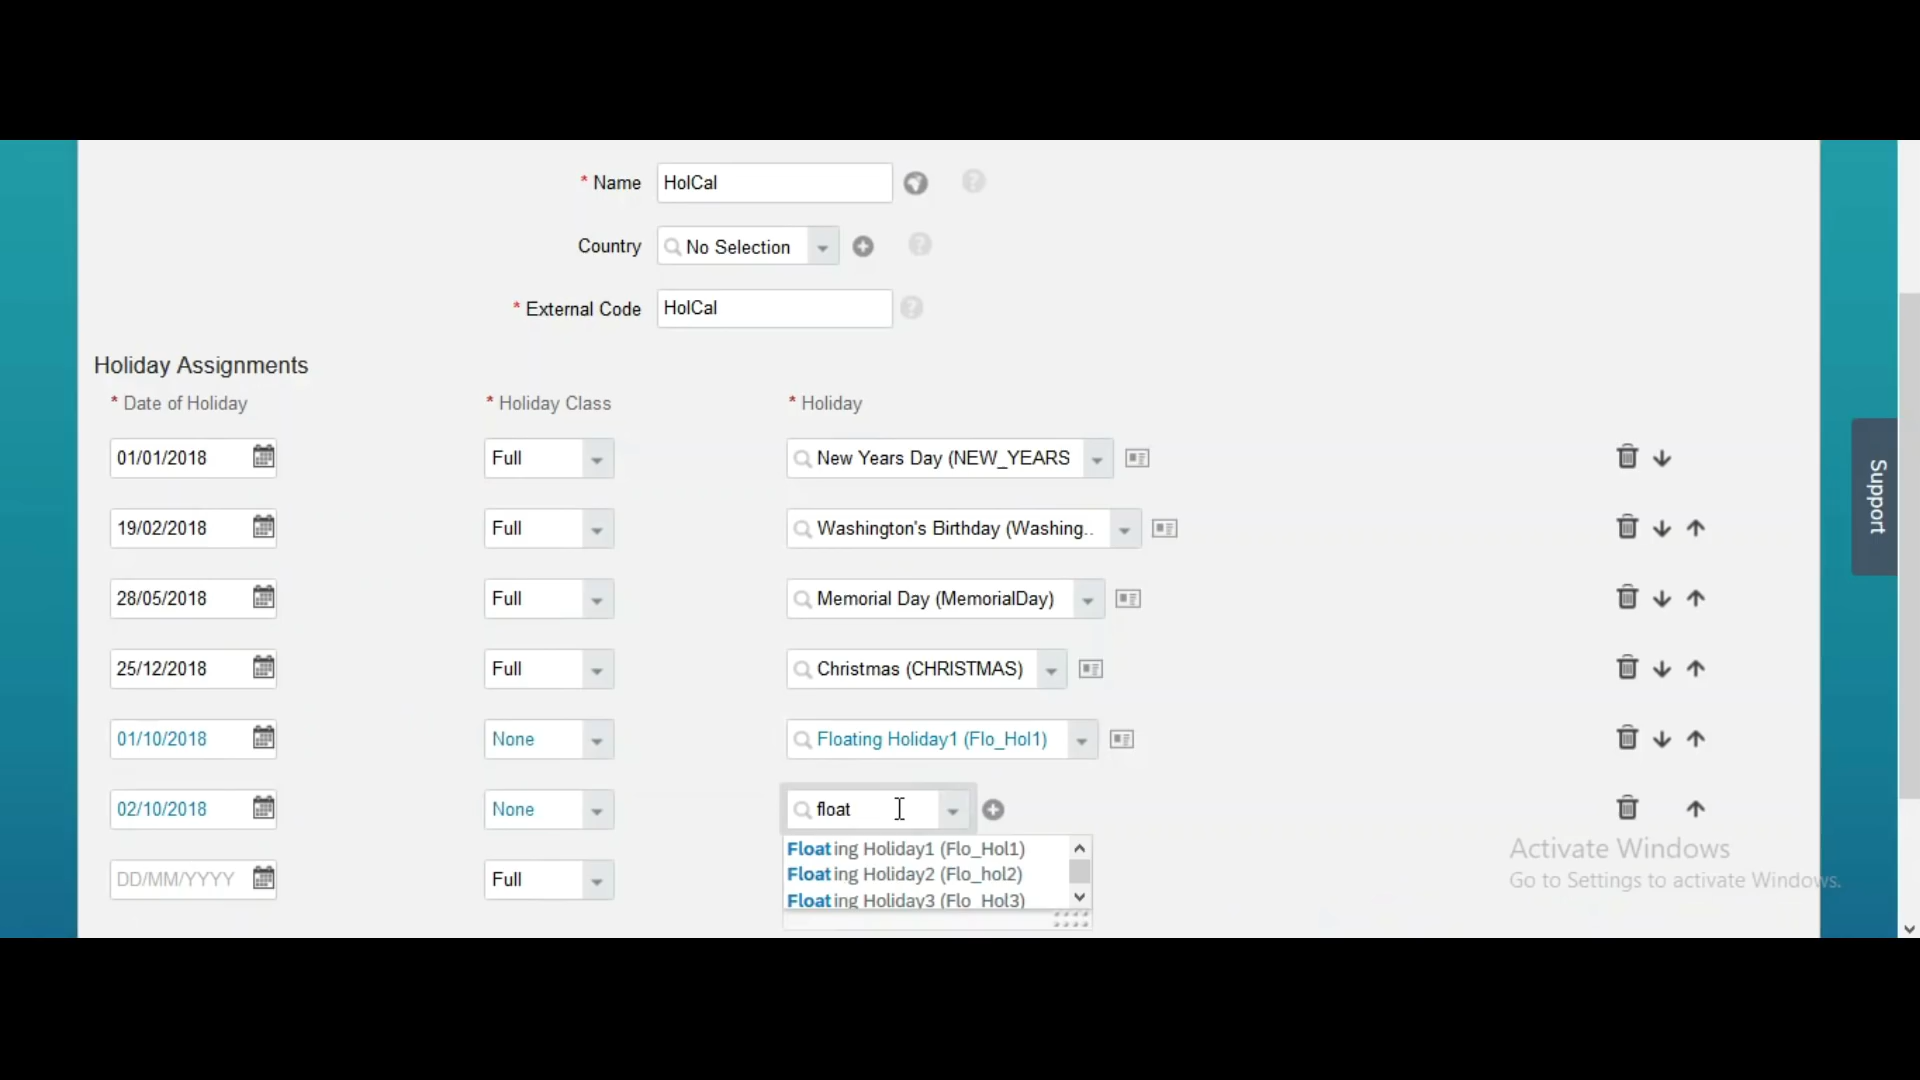 * Name HolCal
Country No Selection
* External Code HolCal
Holiday Assignments
* Date of Holiday * Holiday Class * Holiday
01/01/2018 Full New Years Day (NEW_YEARS
19/02/2018 Full Washington's Birthday (Washing..
28/05/2018 Full Memorial Day (MemorialDay)
25/12/2018 Full Christmas (CHRISTMAS)
01/10/2018 None Floating Holiday1 (Flo_Hol1)
02/10/2018 None float
Floating Holiday1 (Flo_Hol1)
Floating Holiday2 (Flo_hol2)
Floating Holiday3 (Flo_Hol3)
DD/MM/YYYY Full
Support
Activate Windows
Go to Settings to activate Windows.